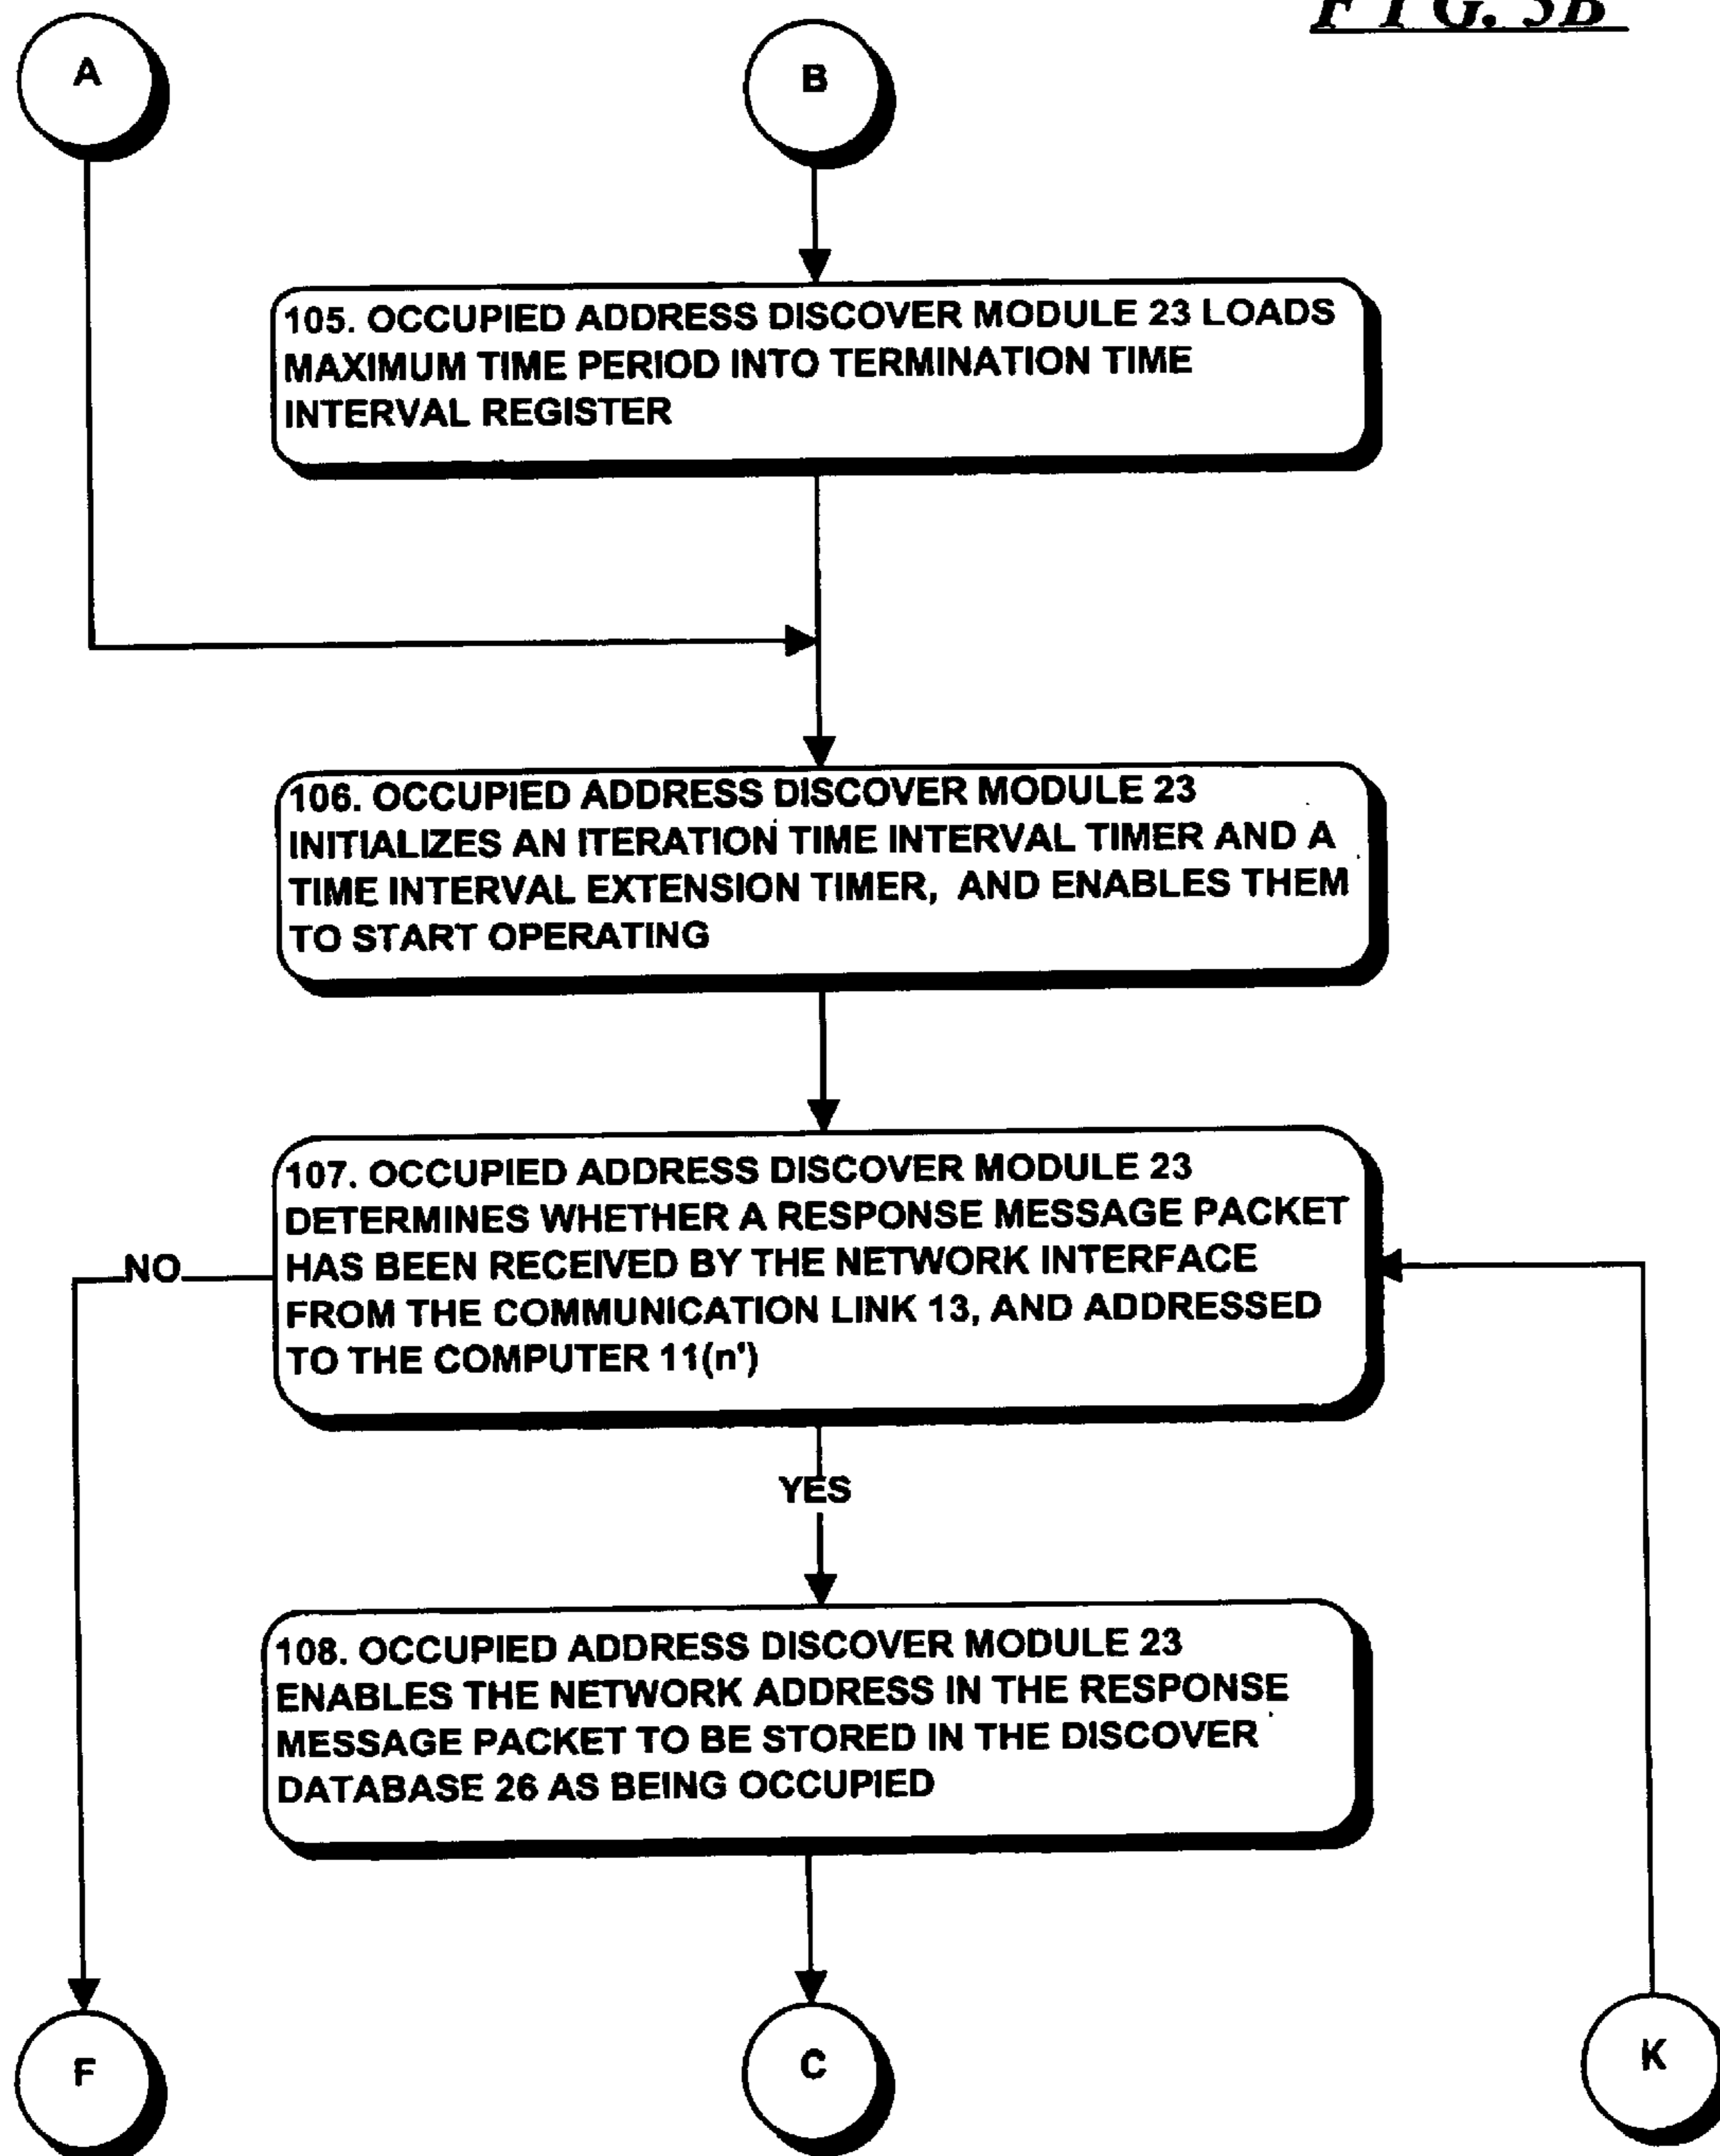 FIG. 3B
A
B
105. OCCUPIED ADDRESS DISCOVER MODULE 23 LOADS
MAXIMUM TIME PERIOD INTO TERMINATION TIME
INTERVAL REGISTER
106. OCCUPIED ADDRESS DISCOVER MODULE 23
INITIALIZES AN ITERATION TIME INTERVAL TIMER AND A
TIME INTERVAL EXTENSION TIMER, AND ENABLES THEM
TO START OPERATING
107. OCCUPIED ADDRESS DISCOVER MODULE 23
DETERMINES WHETHER A RESPONSE MESSAGE PACKET
HAS BEEN RECEIVED BY THE NETWORK INTERFACE
FROM THE COMMUNICATION LINK 13, AND ADDRESSED
TO THE COMPUTER 11(n')
NO
YES
108. OCCUPIED ADDRESS DISCOVER MODULE 23
ENABLES THE NETWORK ADDRESS IN THE RESPONSE
MESSAGE PACKET TO BE STORED IN THE DISCOVER
DATABASE 26 AS BEING OCCUPIED
F
C
K